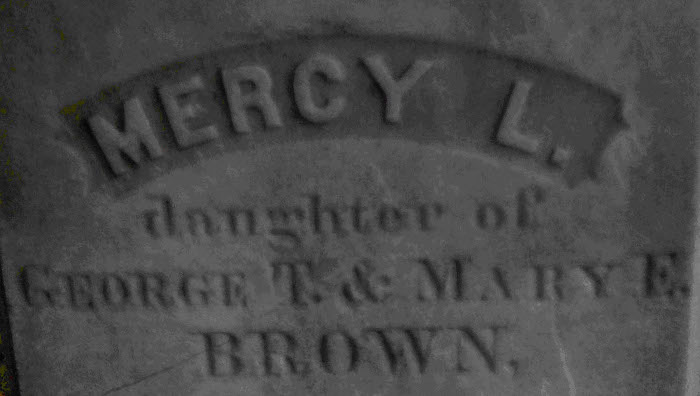 MERCY L.
daughter of
GEORGE T. & MARY E.
BROWN.